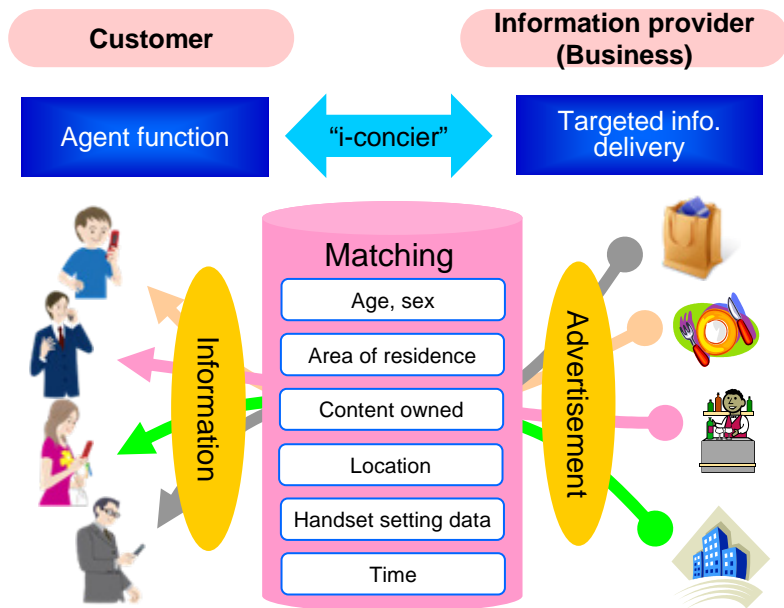 Customer
Information provider
(Business)
Agent function
“i-concier”
Targeted info.
delivery
Matching
Age, sex
Area of residence
Content owned
Location
Handset setting data
Time
Information
Advertisement